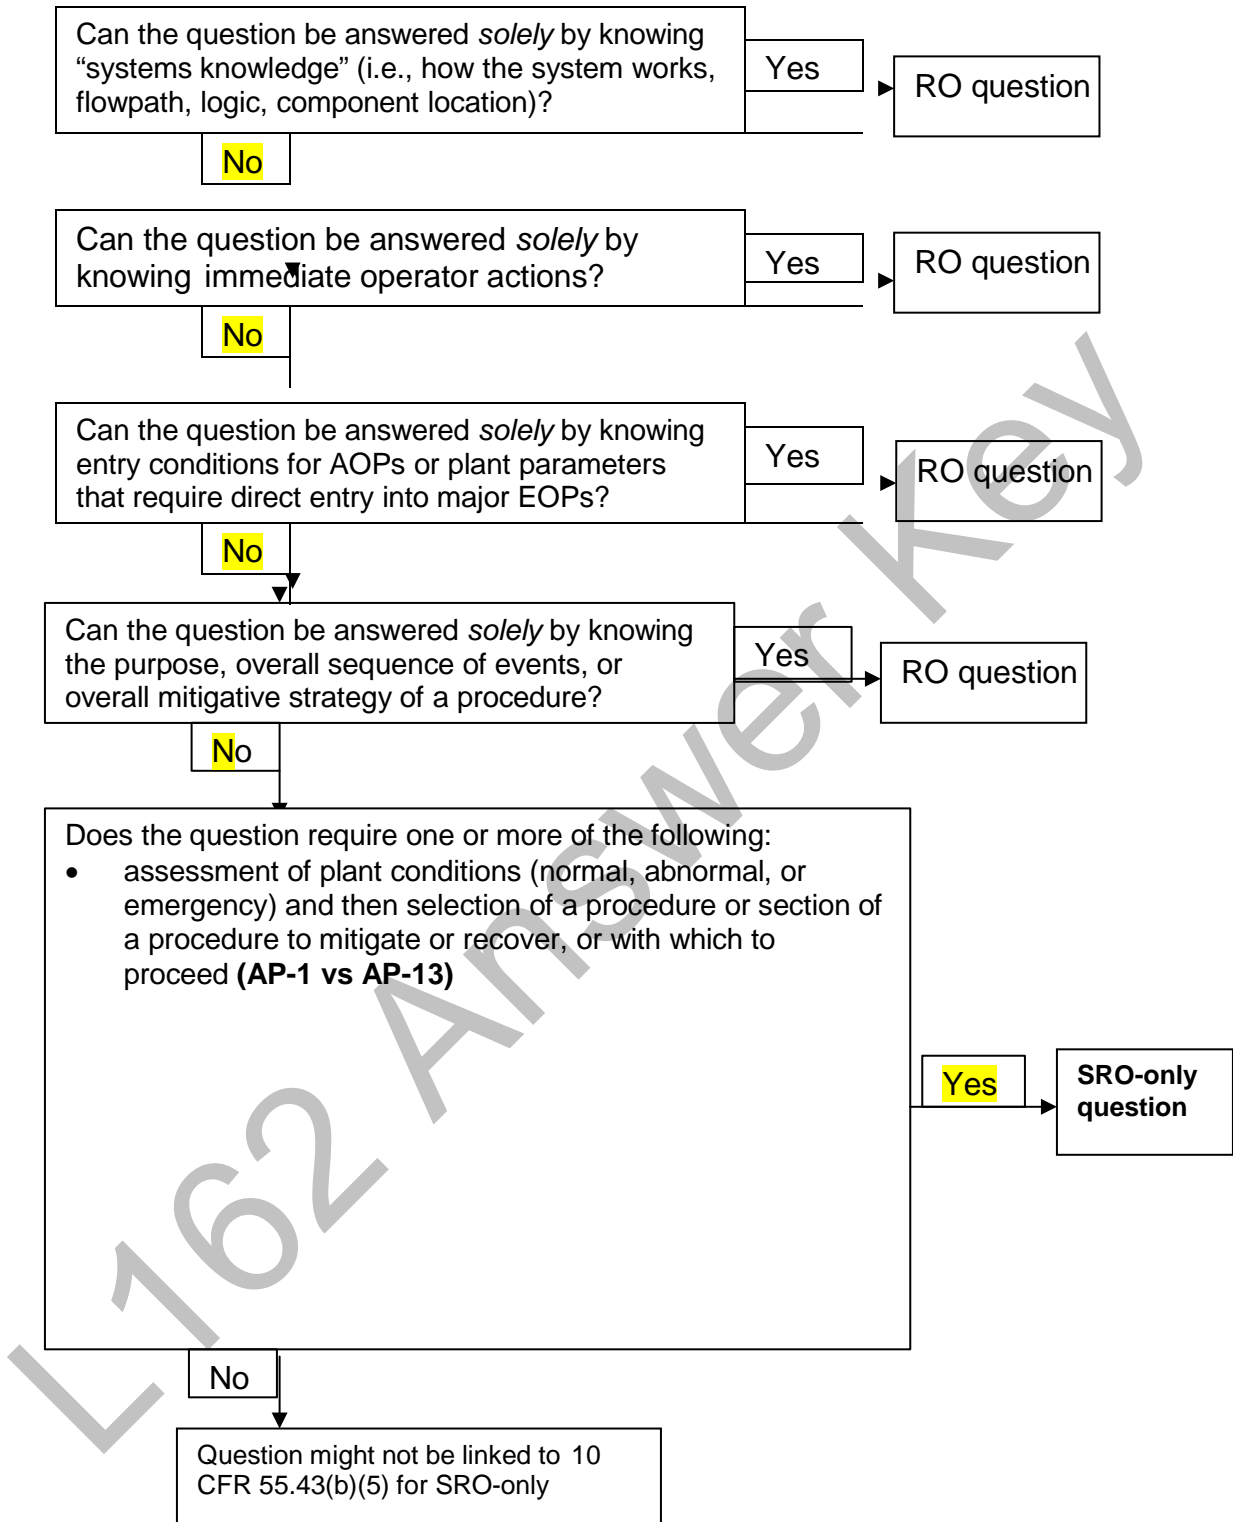 Can the question be answered solely by knowing
“systems knowledge” (i.e., how the system works,
flowpath, logic, component location)?
Yes
RO question
No
Can the question be answered solely by
knowing immediate operator actions?
Yes
RO question
No
Can the question be answered solely by knowing
entry conditions for AOPs or plant parameters
that require direct entry into major EOPs?
Yes
RO question
No
Can the question be answered solely by knowing
the purpose, overall sequence of events, or
overall mitigative strategy of a procedure?
Yes
RO question
No
Does the question require one or more of the following:
• assessment of plant conditions (normal, abnormal, or
emergency) and then selection of a procedure or section of
a procedure to mitigate or recover, or with which to
proceed (AP-1 vs AP-13)
Yes
SRO-only
question
No
Question might not be linked to 10
CFR 55.43(b)(5) for SRO-only
L162 Answer Key